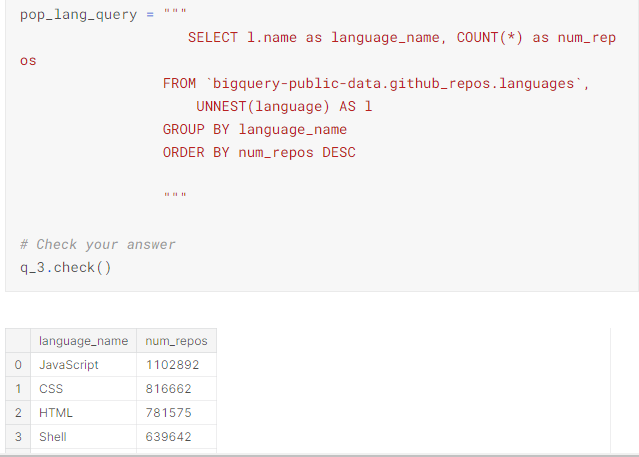 pop_lang_query = """
SELECT l.name as language_name, COUNT(*) as num_rep
os
FROM `bigquery-public-data.github_repos.languages`,
UNNEST(language) AS l
GROUP BY language_name
ORDER BY num_repos DESC
"""
# Check your answer
q_3.check()
language_name num_repos
0 JavaScript 1102892
1 CSS 816662
2 HTML 781575
3 Shell 639642